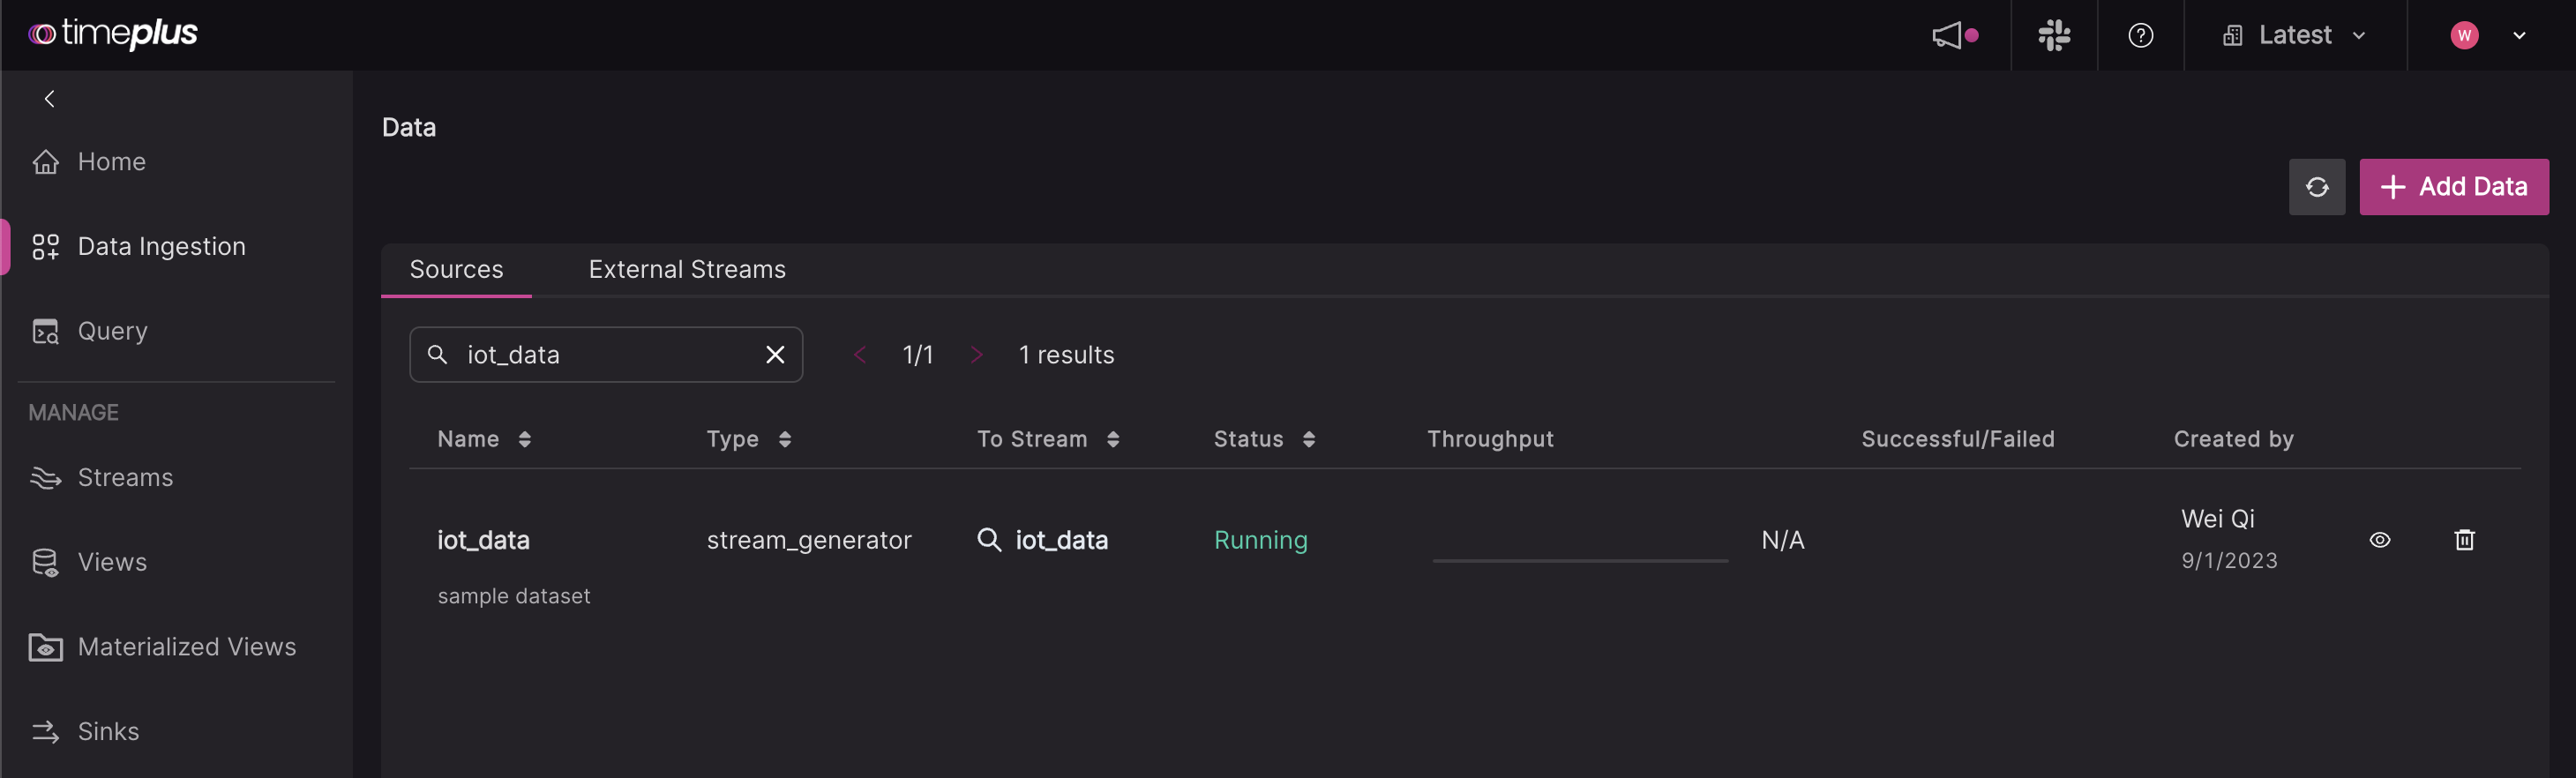 timeplus
Latest
W
Home
Data Ingestion
Query
MANAGE
Streams
Views
Materialized Views
Sinks
Data
Add Data
Sources External Streams
iot_data 1/1 1 results
Name Type To Stream Status Throughput Successful/Failed Created by
iot_data stream_generator iot_data Running N/A Wei Qi
9/1/2023
sample dataset